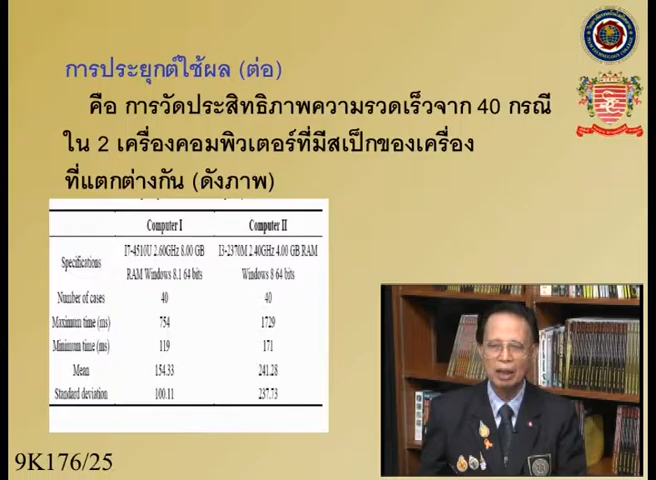 การประยุกต์ใช้ผล (ต่อ)
คือ การวัดประสิทธิภาพความรวดเร็วจาก 40 กรณี
ใน 2 เครื่องคอมพิวเตอร์ที่มีสเป็กของเครื่อง
ที่แตกต่างกัน (ดังภาพ)
Computer I Computer II
Specifications I7-4510U 2.60GHz 8.00 GB RAM Windows 8.1 64 bits I3-2370M 2.40GHz 4.00 GB RAM Windows 8 64 bits
Number of cases 40 40
Maximum time (ms) 754 1729
Minimum time (ms) 119 171
Mean 154.33 241.28
Standard deviation 100.11 237.73
9K176/25